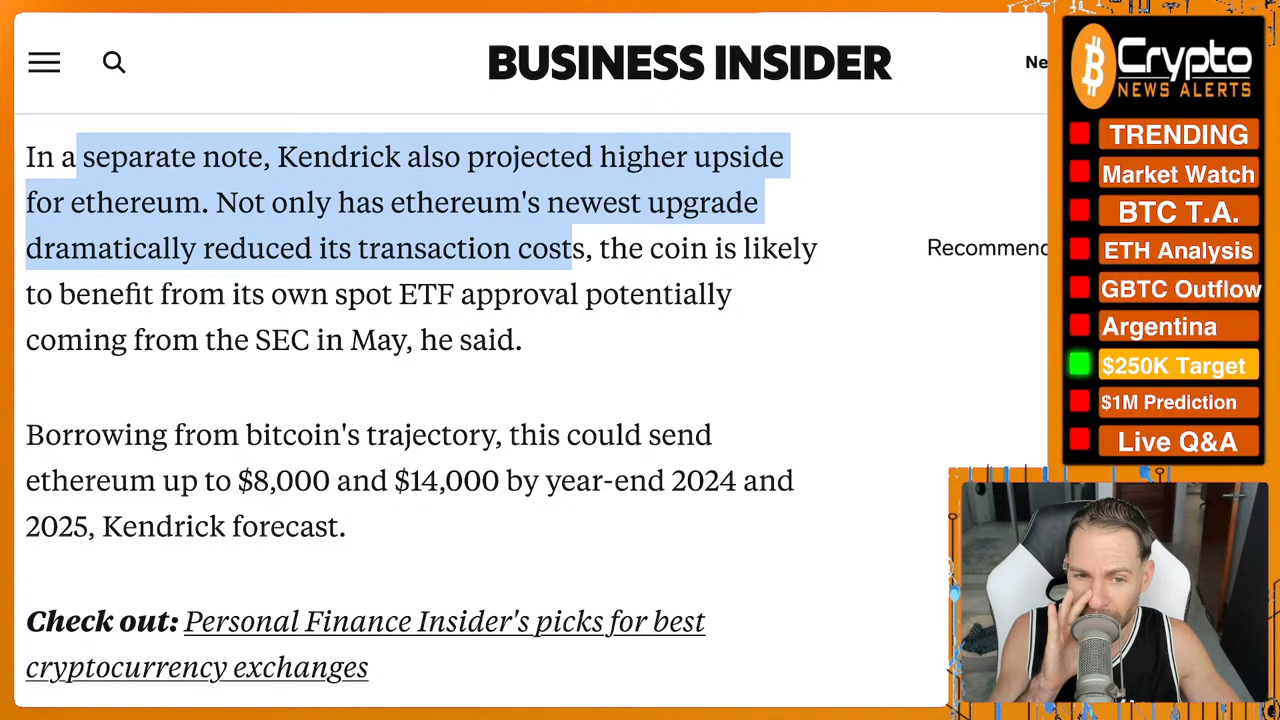 BUSINESS INSIDER
Ne
In a separate note, Kendrick also projected higher upside
for ethereum. Not only has ethereum's newest upgrade
dramatically reduced its transaction costs, the coin is likely
to benefit from its own spot ETF approval potentially
coming from the SEC in May, he said.
Recommend
Borrowing from bitcoin's trajectory, this could send
ethereum up to $8,000 and $14,000 by year-end 2024 and
2025, Kendrick forecast.
Check out: Personal Finance Insider's picks for best
cryptocurrency exchanges
Crypto
NEWS ALERTS
TRENDING
Market Watch
BTC T.A.
ETH Analysis
GBTC Outflow
Argentina
$250K Target
$1M Prediction
Live Q&A